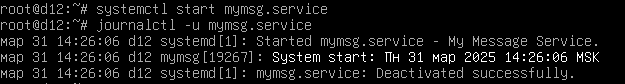 root@d12:~# systemctl start mymsg.service
root@d12:~# journalctl -u mymsg.service
мар 31 14:26:06 d12 systemd[1]: Started mymsg.service - My Message Service.
мар 31 14:26:06 d12 mymsg[19267]: System start: Пн 31 мар 2025 14:26:06 MSK
мар 31 14:26:06 d12 systemd[1]: mymsg.service: Deactivated successfully.